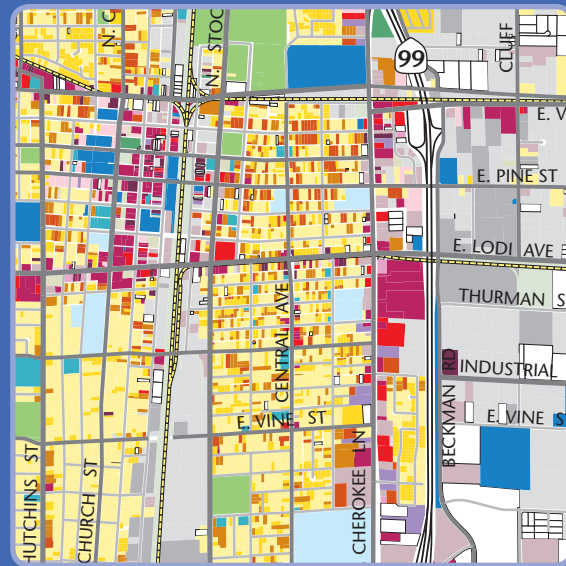 N. C
N. STOC
CLUFF
99
E. V
E. PINE ST
E. LODI AVE
THURMAN S
CENTRAL AVE
INDUSTRIAL
E. VINE ST
E. VINE S
BECKMAN RD
CHEROKEE LN
HUTCHINS ST
CHURCH ST